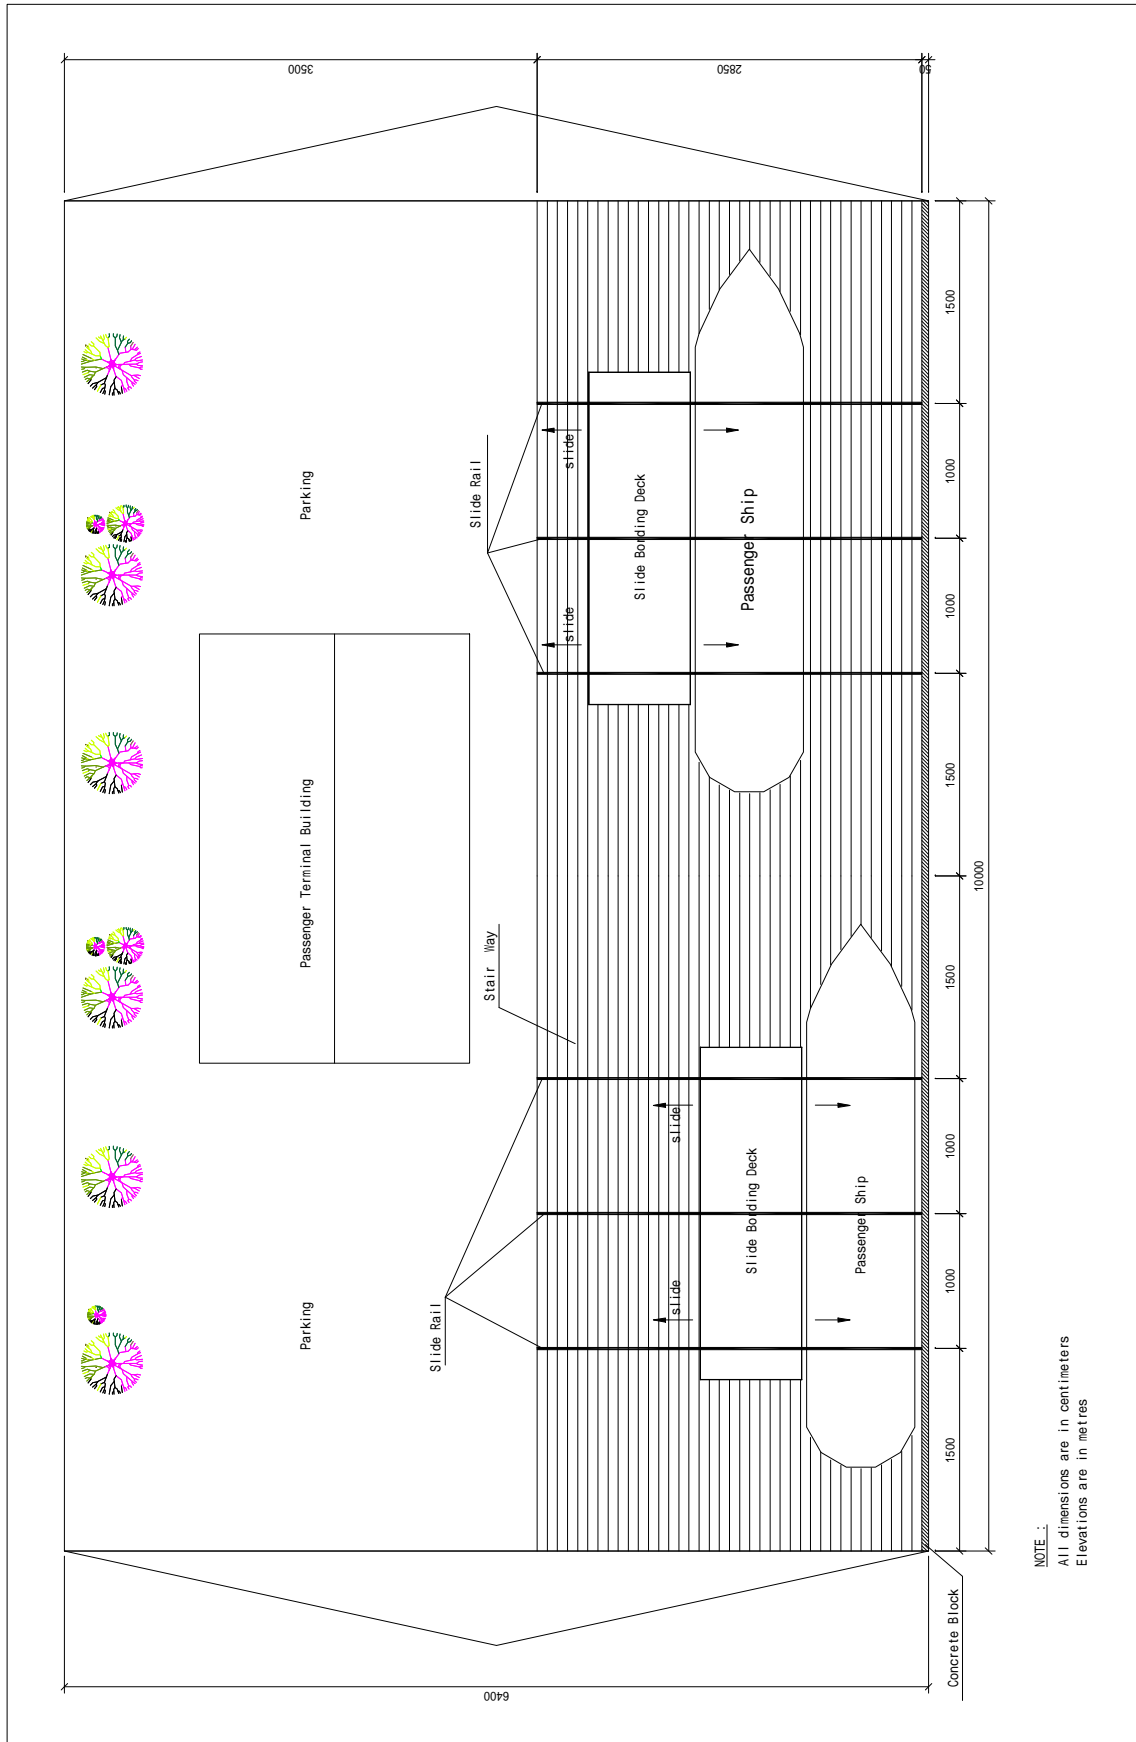 3500
2850
50
1500
1000
1000
1500
10000
1500
1000
1000
1500
6400
Parking
Passenger Terminal Building
Parking
Slide Rail
slide
slide
Slide Bording Deck
Passenger Ship
Stair Way
Slide Rail
slide
slide
Slide Bording Deck
Passenger Ship
Concrete Block
NOTE :
All dimensions are in centimeters
Elevations are in metres